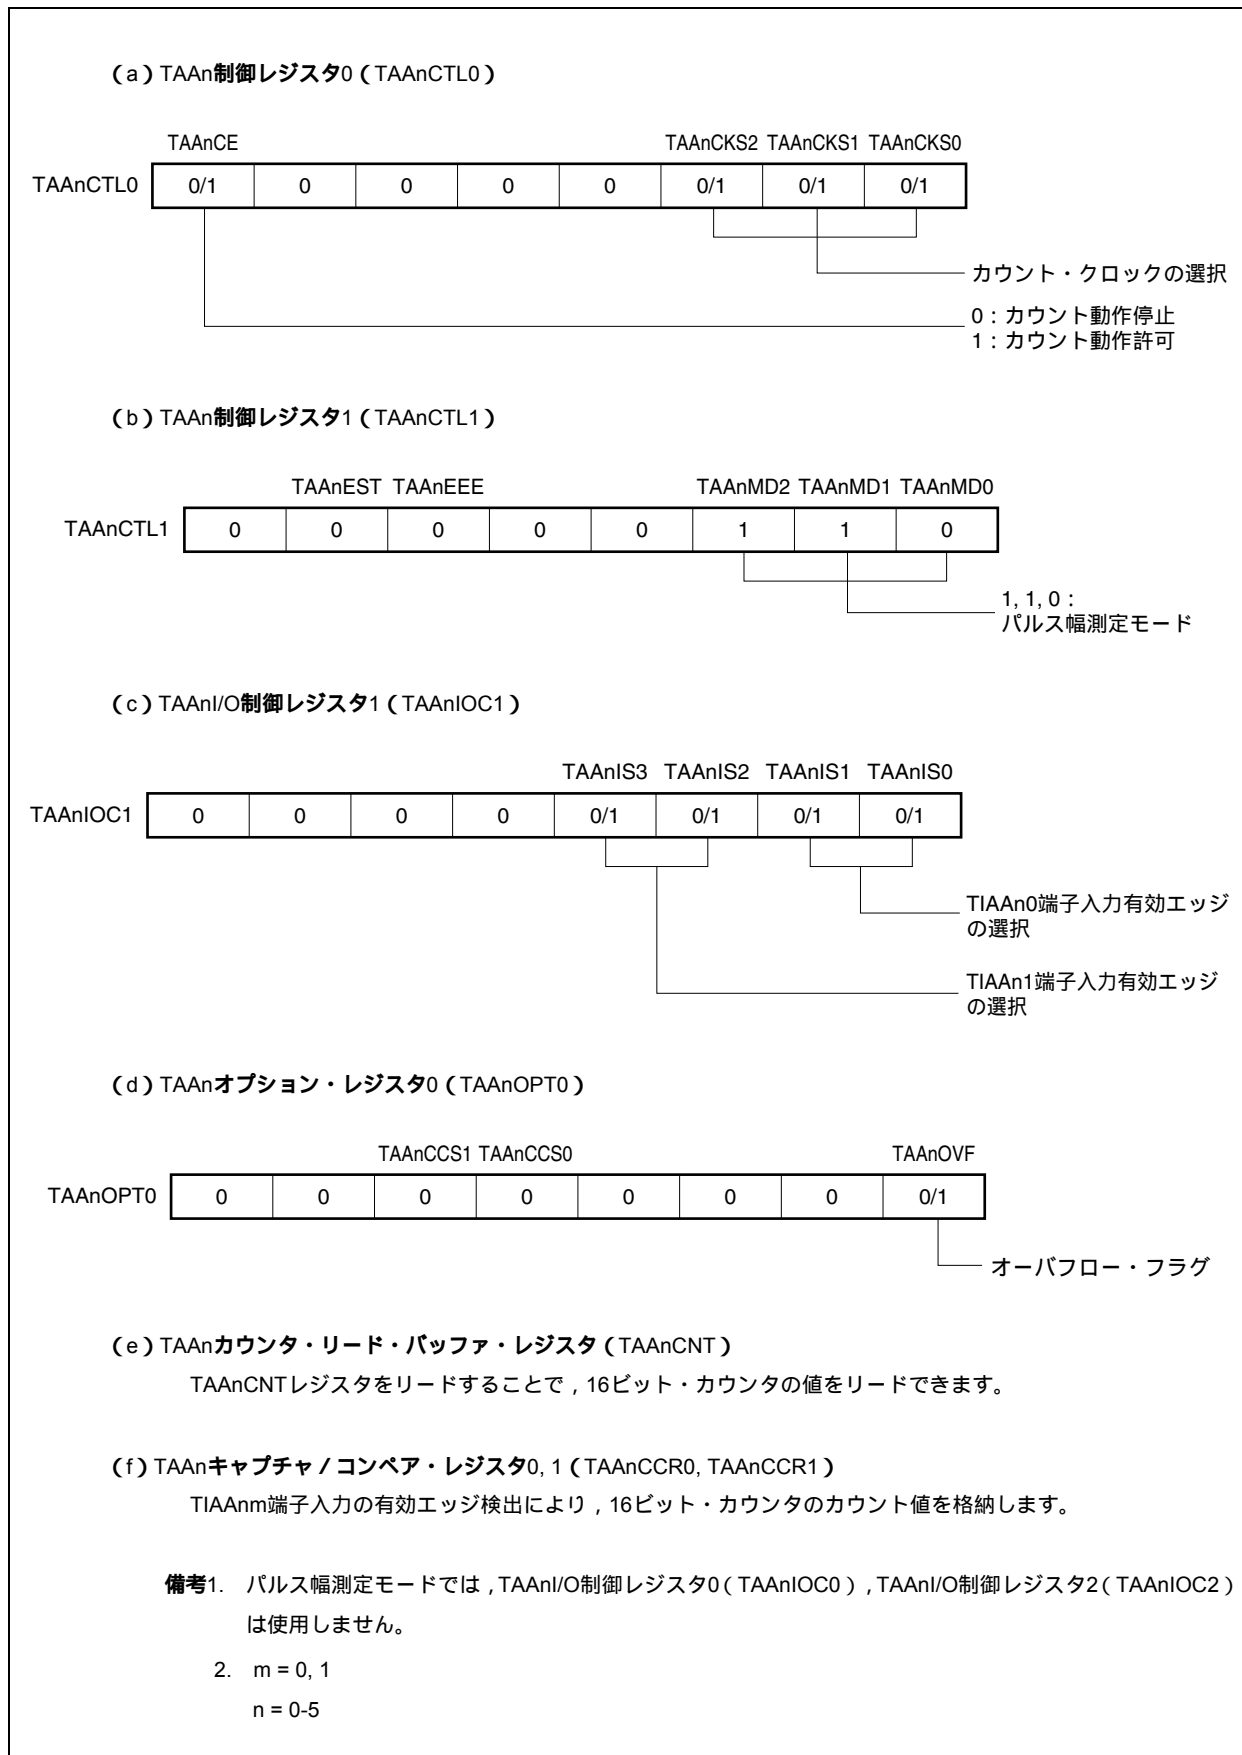 (a)TAAn制御レジスタ0(TAAnCTL0)
TAAnCE TAAnCKS2 TAAnCKS1 TAAnCKS0
TAAnCTL0 0/1 0 0 0 0 0/1 0/1 0/1
カウント・クロックの選択
0:カウント動作停止
1:カウント動作許可
(b)TAAn制御レジスタ1(TAAnCTL1)
TAAnEST TAAnEEE TAAnMD2 TAAnMD1 TAAnMD0
TAAnCTL1 0 0 0 0 0 1 1 0
1, 1, 0:
パルス幅測定モード
(c)TAAnI/O制御レジスタ1(TAAnIOC1)
TAAnIS3 TAAnIS2 TAAnIS1 TAAnIS0
TAAnIOC1 0 0 0 0 0/1 0/1 0/1 0/1
TIAAn0端子入力有効エッジ
の選択
TIAAn1端子入力有効エッジ
の選択
(d)TAAnオプション・レジスタ0(TAAnOPT0)
TAAnCCS1 TAAnCCS0 TAAnOVF
TAAnOPT0 0 0 0 0 0 0 0 0/1
オーバフロー・フラグ
(e)TAAnカウンタ・リード・バッファ・レジスタ(TAAnCNT)
TAAnCNTレジスタをリードすることで,16ビット・カウンタの値をリードできます。
(f)TAAnキャプチャ/コンペア・レジスタ0, 1(TAAnCCR0, TAAnCCR1)
TIAAnm端子入力の有効エッジ検出により,16ビット・カウンタのカウント値を格納します。
備考1. パルス幅測定モードでは,TAAnI/O制御レジスタ0(TAAnIOC0),TAAnI/O制御レジスタ2(TAAnIOC2)
は使用しません。
2. m = 0, 1
n = 0-5